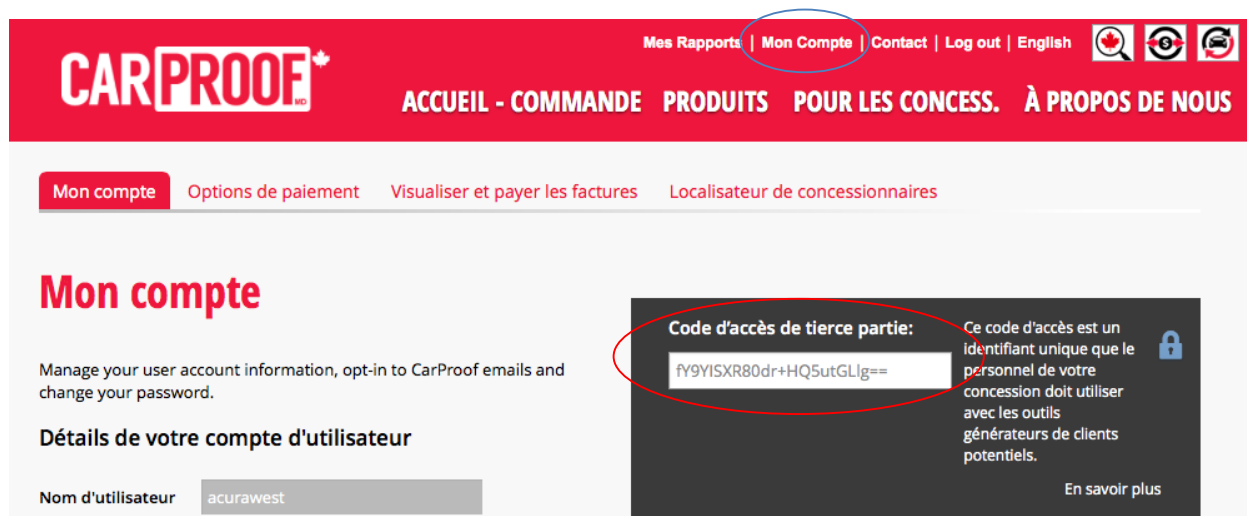 Mes Rapports | Mon Compte | Contact | Log out | English
CARPROOF MD
ACCUEIL - COMMANDE PRODUITS POUR LES CONCESS. À PROPOS DE NOUS
Mon compte Options de paiement Visualiser et payer les factures Localisateur de concessionnaires
Mon compte
Manage your user account information, opt-in to CarProof emails and
change your password.
Détails de votre compte d'utilisateur
Nom d'utilisateur acurawest
Code d'accès de tierce partie:
fY9YISXR80dr+HQ5utGLlg==
Ce code d'accès est un
identifiant unique que le
personnel de votre
concession doit utiliser
avec les outils
générateurs de clients
potentiels.
En savoir plus